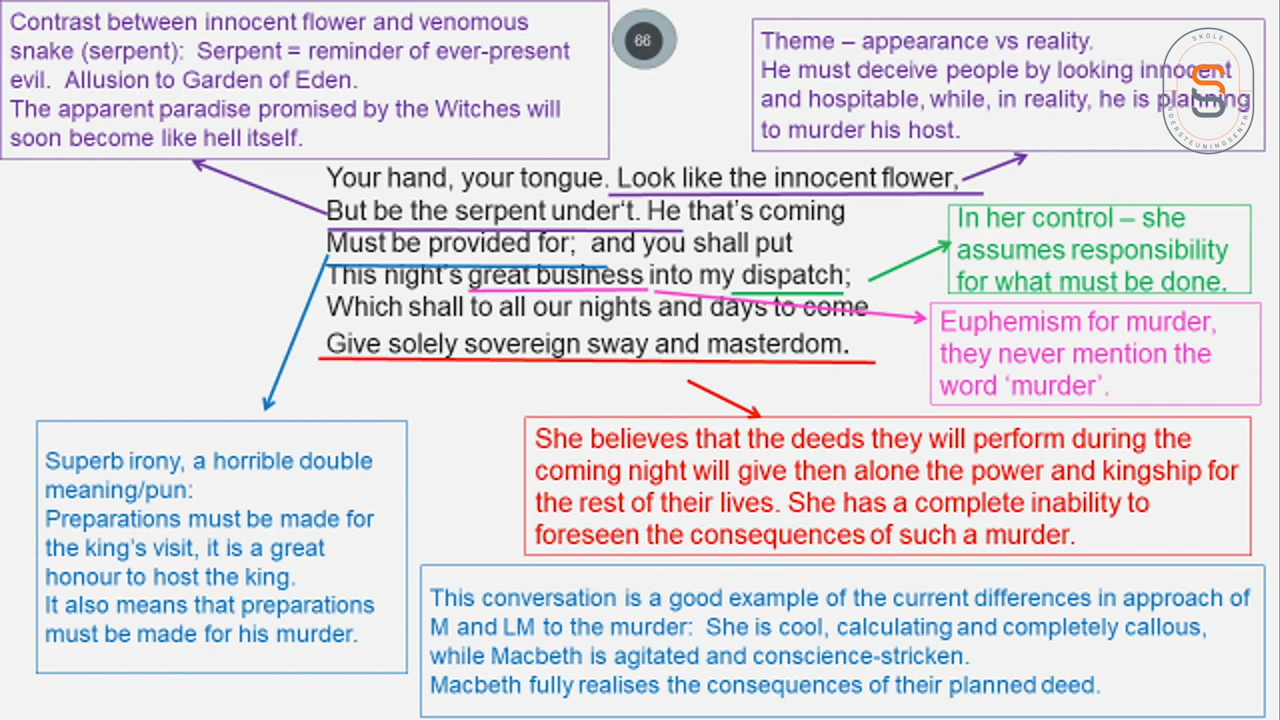 Contrast between innocent flower and venomous
snake (serpent): Serpent = reminder of ever-present
evil. Allusion to Garden of Eden.
The apparent paradise promised by the Witches will
soon become like hell itself.
66
Theme – appearance vs reality.
He must deceive people by looking innocent
and hospitable, while, in reality, he is planning
to murder his host.
SKOLE
ONDERSTEUNINGSENTRUM
Your hand, your tongue. Look like the innocent flower,
But be the serpent under‘t. He that’s coming
Must be provided for; and you shall put
This night’s great business into my dispatch;
Which shall to all our nights and days to come
Give solely sovereign sway and masterdom.
In her control – she
assumes responsibility
for what must be done.
Euphemism for murder,
they never mention the
word ‘murder’.
Superb irony, a horrible double
meaning/pun:
Preparations must be made for
the king’s visit, it is a great
honour to host the king.
It also means that preparations
must be made for his murder.
She believes that the deeds they will perform during the
coming night will give then alone the power and kingship for
the rest of their lives. She has a complete inability to
foreseen the consequences of such a murder.
This conversation is a good example of the current differences in approach of
M and LM to the murder: She is cool, calculating and completely callous,
while Macbeth is agitated and conscience-stricken.
Macbeth fully realises the consequences of their planned deed.